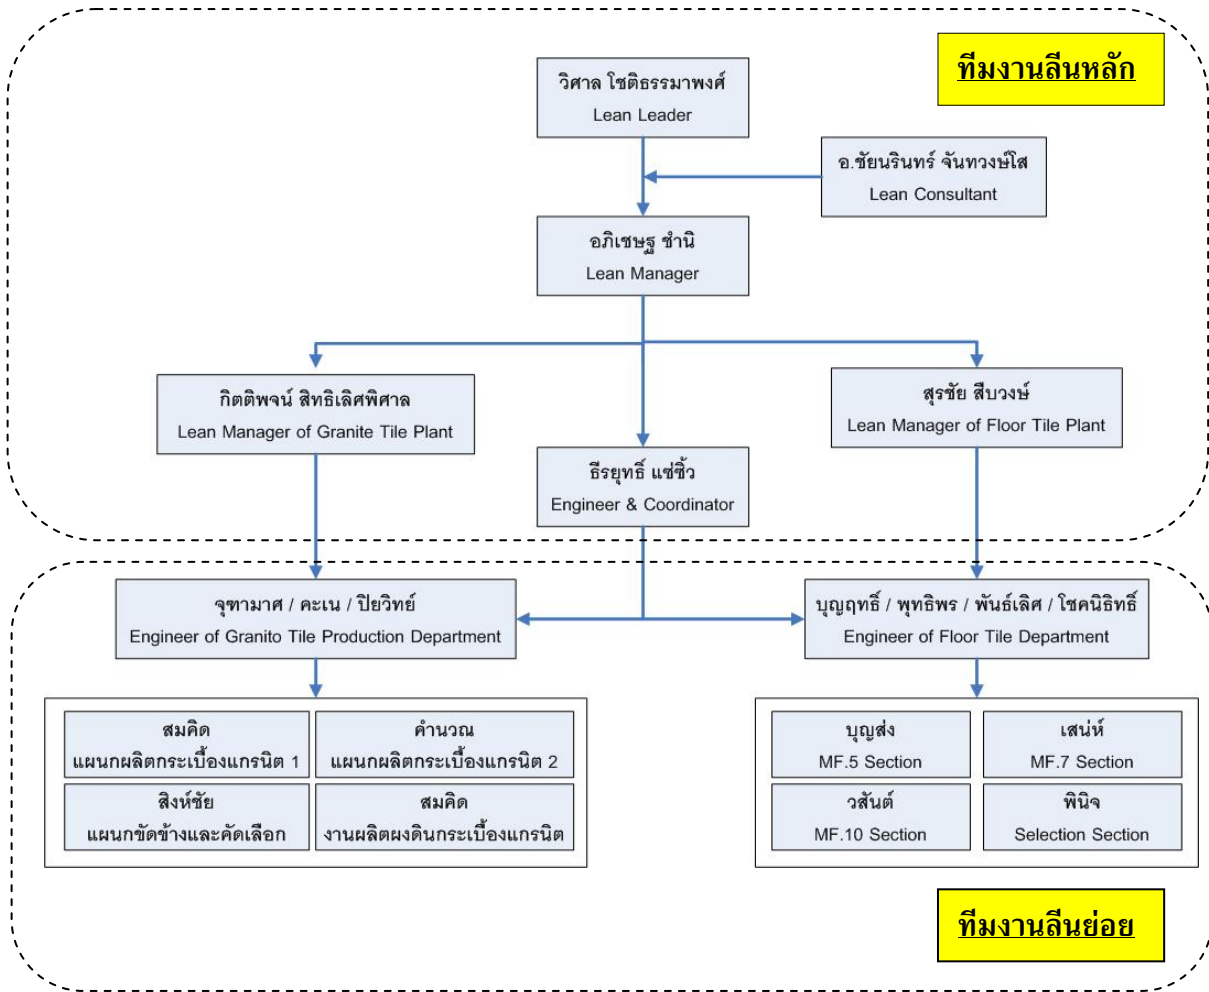 ทีมงานลีนหลัก
วิศาล โชติธรรมาพงศ์
Lean Leader
อ.ชัยนรินทร์ จันทวงษ์โส
Lean Consultant
อภิเชษฐ ชำนิ
Lean Manager
กิตติพจน์ สิทธิเลิศพิศาล
Lean Manager of Granite Tile Plant
สุรชัย สืบวงษ์
Lean Manager of Floor Tile Plant
ธีรยุทธิ์ แซ่ซิ้ว
Engineer & Coordinator
จุฑามาศ / คะเน / ปิยวิทย์
Engineer of Granito Tile Production Department
บุญฤทธิ์ / พุทธิพร / พันธ์เลิศ / โชคนิธิทธิ์
Engineer of Floor Tile Department
สมคิด
แผนกผลิตกระเบื้องแกรนิต 1
คำนวณ
แผนกผลิตกระเบื้องแกรนิต 2
สิงห์ชัย
แผนกขัดข้างและคัดเลือก
สมคิด
งานผลิตผงดินกระเบื้องแกรนิต
บุญส่ง
MF.5 Section
เสน่ห์
MF.7 Section
วสันต์
MF.10 Section
พินิจ
Selection Section
ทีมงานลีนย่อย